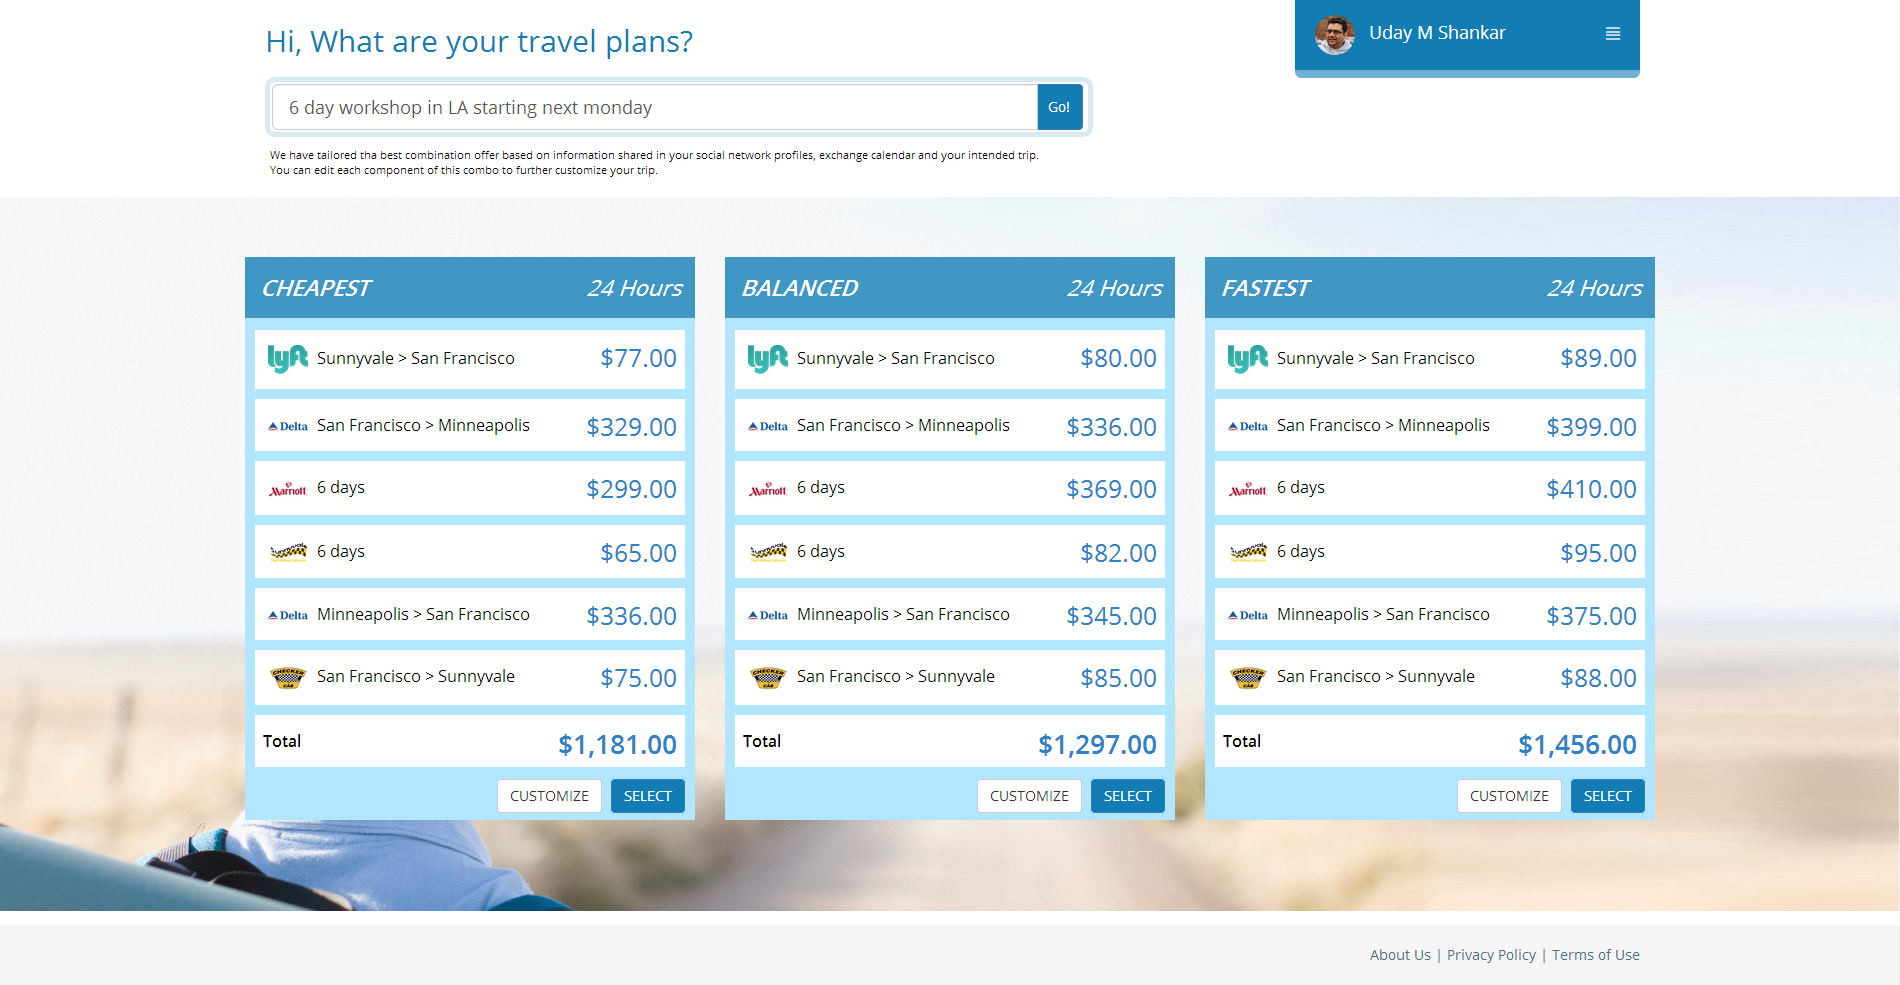 Hi, What are your travel plans?
Uday M Shankar
6 day workshop in LA starting next monday
Go!
We have tailored tha best combination offer based on information shared in your social network profiles, exchange calendar and your intended trip.
You can edit each component of this combo to further customize your trip.
CHEAPEST 24 Hours
lyft Sunnyvale > San Francisco $77.00
Delta San Francisco > Minneapolis $329.00
Marriott 6 days $299.00
6 days $65.00
Delta Minneapolis > San Francisco $336.00
CHECKER CAB San Francisco > Sunnyvale $75.00
Total $1,181.00
CUSTOMIZE SELECT
BALANCED 24 Hours
lyft Sunnyvale > San Francisco $80.00
Delta San Francisco > Minneapolis $336.00
Marriott 6 days $369.00
6 days $82.00
Delta Minneapolis > San Francisco $345.00
CHECKER CAB San Francisco > Sunnyvale $85.00
Total $1,297.00
CUSTOMIZE SELECT
FASTEST 24 Hours
lyft Sunnyvale > San Francisco $89.00
Delta San Francisco > Minneapolis $399.00
Marriott 6 days $410.00
6 days $95.00
Delta Minneapolis > San Francisco $375.00
CHECKER CAB San Francisco > Sunnyvale $88.00
Total $1,456.00
CUSTOMIZE SELECT
About Us | Privacy Policy | Terms of Use